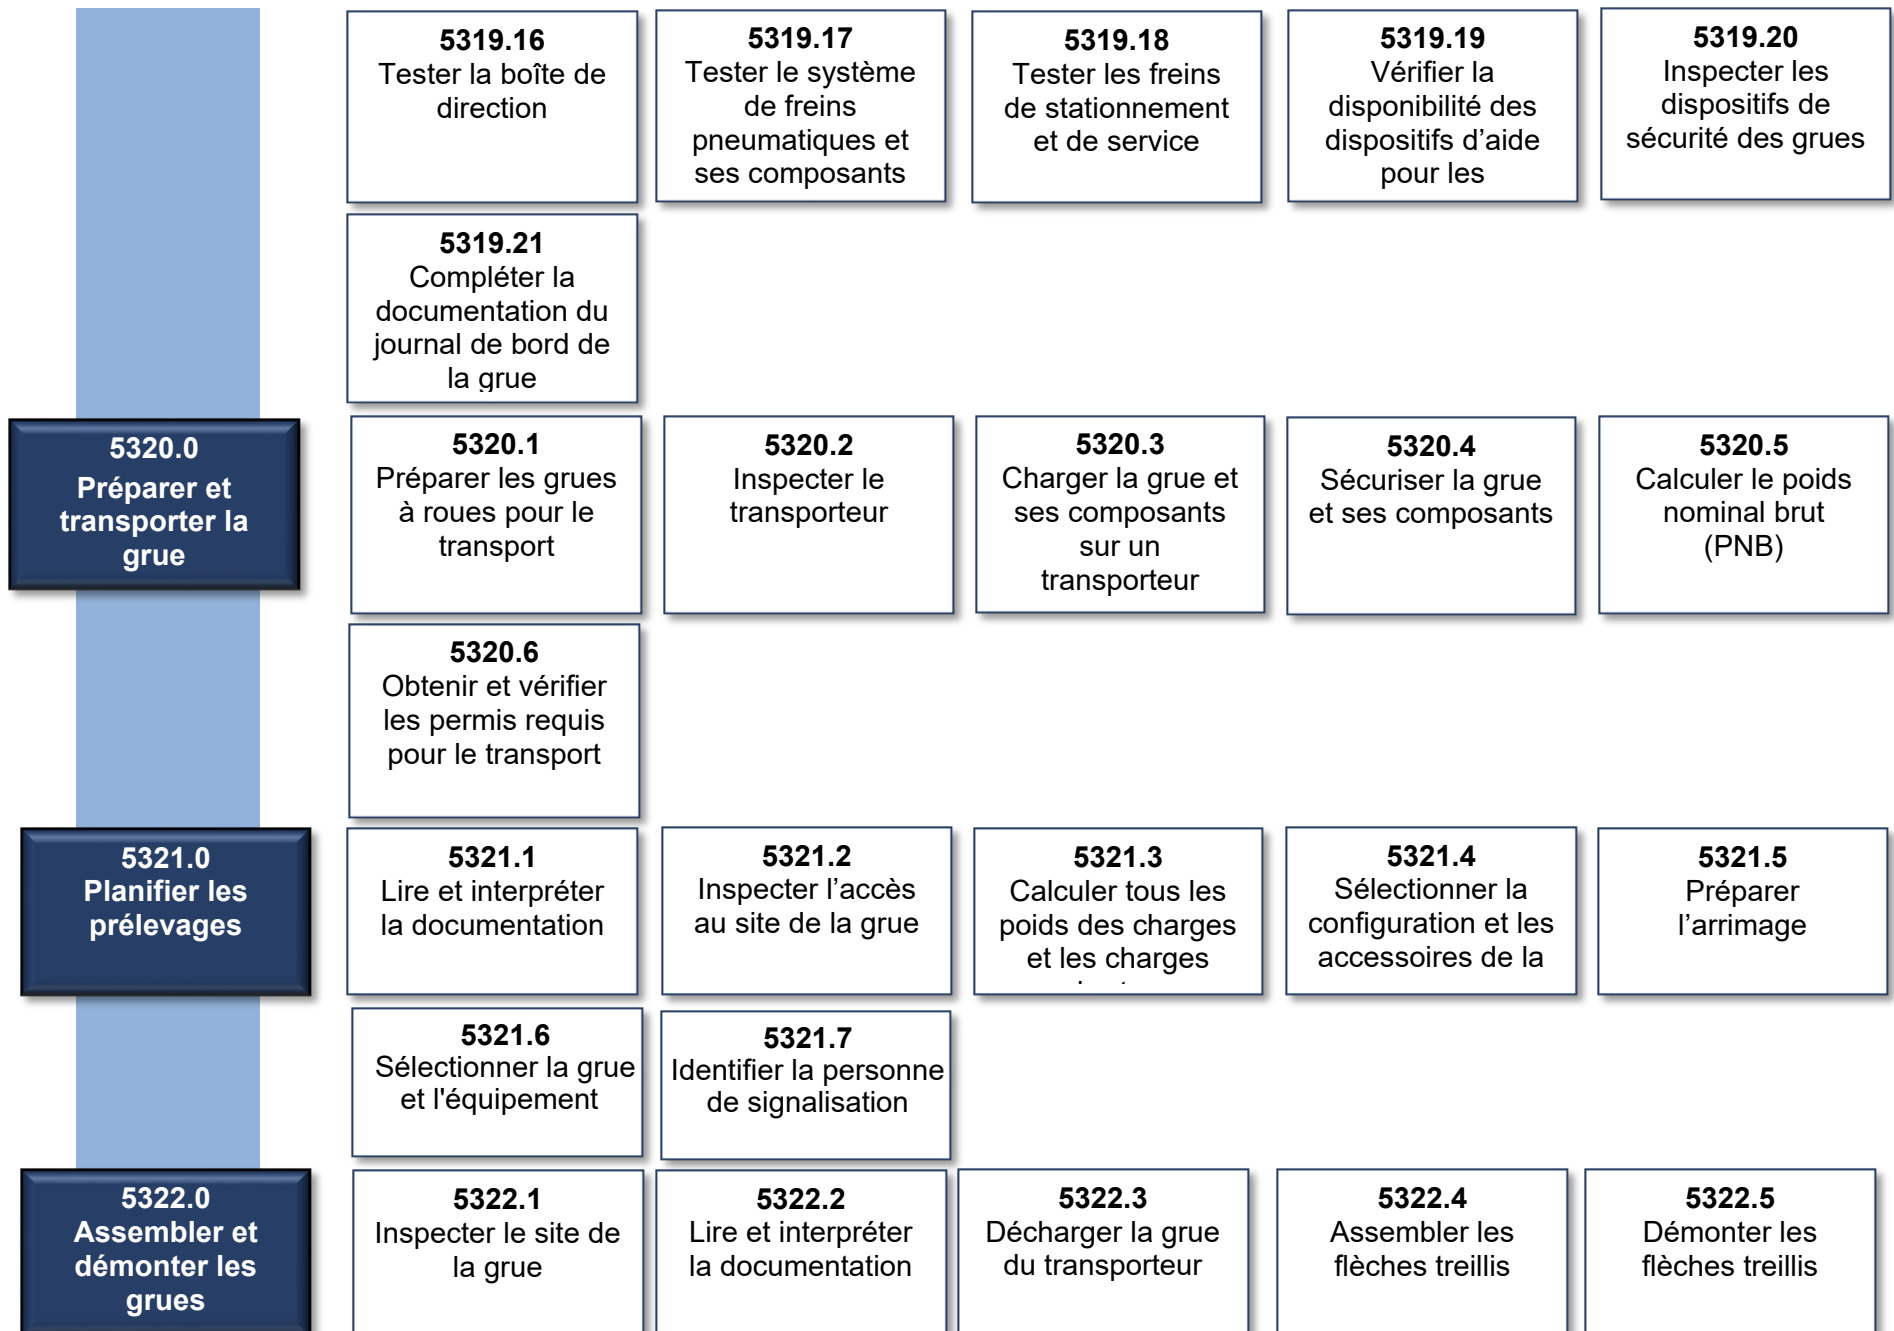 5319.16
Tester la boîte de
direction
5319.17
Tester le système
de freins
pneumatiques et
ses composants
5319.18
Tester les freins
de stationnement
et de service
5319.19
Vérifier la
disponibilité des
dispositifs d’aide
pour les
5319.20
Inspecter les
dispositifs de
sécurité des grues
5319.21
Compléter la
documentation du
journal de bord de
la grue
5320.0
Préparer et
transporter la
grue
5320.1
Préparer les grues
à roues pour le
transport
5320.2
Inspecter le
transporteur
5320.3
Charger la grue et
ses composants
sur un
transporteur
5320.4
Sécuriser la grue
et ses composants
5320.5
Calculer le poids
nominal brut
(PNB)
5320.6
Obtenir et vérifier
les permis requis
pour le transport
5321.0
Planifier les
prélevages
5321.1
Lire et interpréter
la documentation
5321.2
Inspecter l’accès
au site de la grue
5321.3
Calculer tous les
poids des charges
et les charges
5321.4
Sélectionner la
configuration et les
accessoires de la
5321.5
Préparer
l’arrimage
5321.6
Sélectionner la grue
et l'équipement
5321.7
Identifier la personne
de signalisation
5322.0
Assembler et
démonter les
grues
5322.1
Inspecter le site de
la grue
5322.2
Lire et interpréter
la documentation
5322.3
Décharger la grue
du transporteur
5322.4
Assembler les
flèches treillis
5322.5
Démonter les
flèches treillis